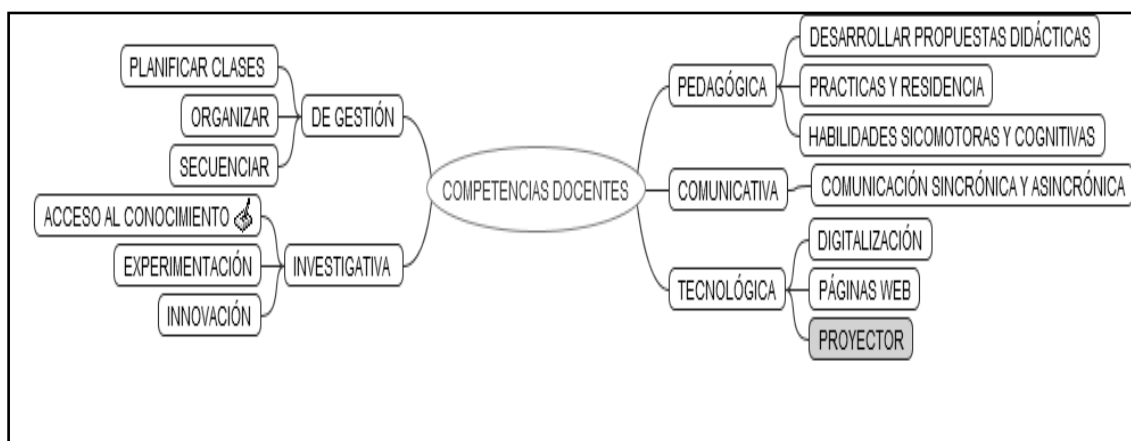 COMPETENCIAS DOCENTES
DE GESTIÓN
PLANIFICAR CLASES
ORGANIZAR
SECUENCIAR
INVESTIGATIVA
ACCESO AL CONOCIMIENTO
EXPERIMENTACIÓN
INNOVACIÓN
PEDAGÓGICA
DESARROLLAR PROPUESTAS DIDÁCTICAS
PRACTICAS Y RESIDENCIA
HABILIDADES SICOMOTORAS Y COGNITIVAS
COMUNICATIVA
COMUNICACIÓN SINCRÓNICA Y ASINCRÓNICA
TECNOLÓGICA
DIGITALIZACIÓN
PÁGINAS WEB
PROYECTOR